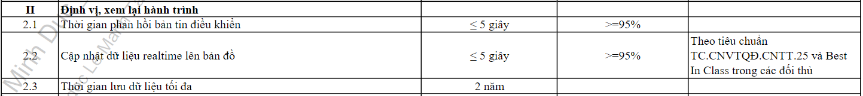 II Định vị, xem lại hành trình
2.1 Thời gian phản hồi bản tin điều khiển ≤ 5 giây >=95%
2.2 Cập nhật dữ liệu realtime lên bản đồ ≤ 5 giây >=95% Theo tiêu chuẩn
TC.CNVTQĐ.CNTT.25 và Best
In Class trong các đối thủ
2.3 Thời gian lưu dữ liệu tối đa 2 năm
Minh